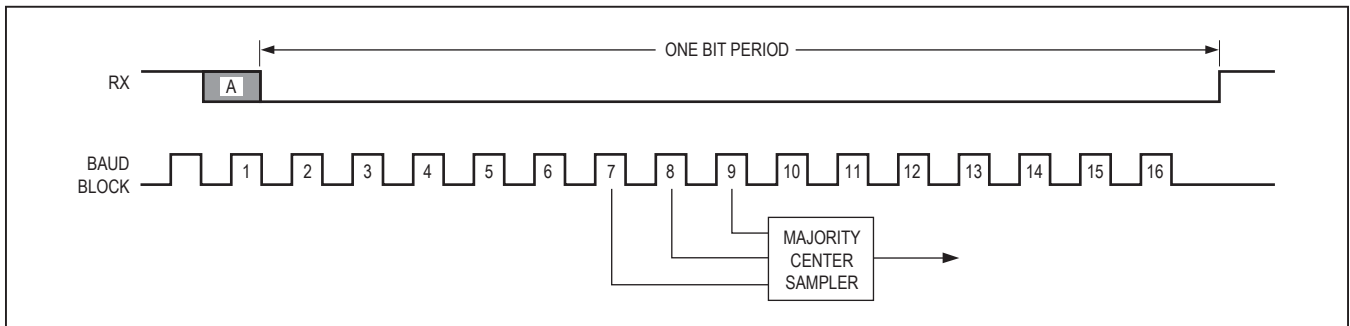 ONE BIT PERIOD
RX
A
BAUD
BLOCK
1 2 3 4 5 6 7 8 9 10 11 12 13 14 15 16
MAJORITY
CENTER
SAMPLER